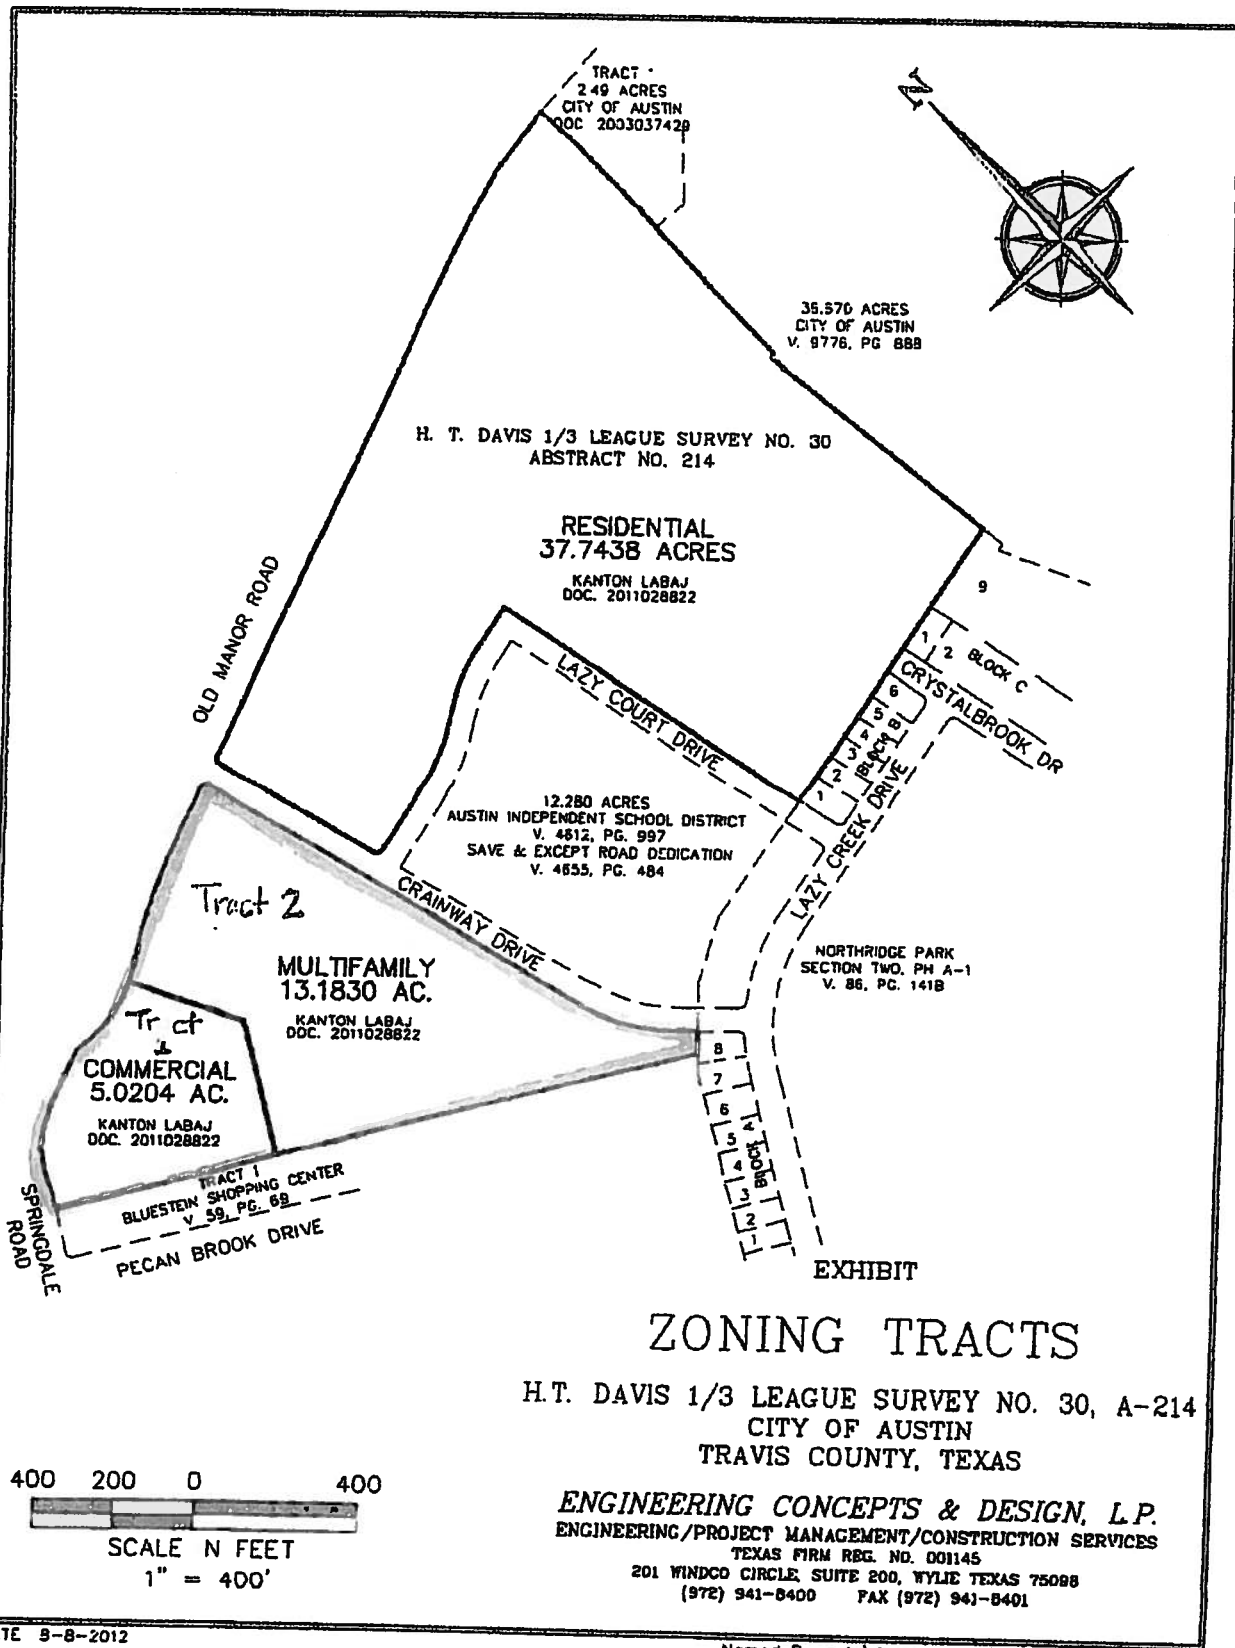 TRACT
2.49 ACRES
CITY OF AUSTIN
DOC 2003037429
N
35.570 ACRES
CITY OF AUSTIN
V. 9776, PG 888
H. T. DAVIS 1/3 LEAGUE SURVEY NO. 30
ABSTRACT NO. 214
RESIDENTIAL
37.7438 ACRES
KANTON LABAJ
DOC. 2011028822
OLD MANOR ROAD
LAZY COURT DRIVE
9
1
2
BLOCK C
CRYSTALBROOK DR
6
5
4
3
2
1
BLOCK B
LAZY CREEK DRIVE
12.280 ACRES
AUSTIN INDEPENDENT SCHOOL DISTRICT
V. 4612, PG. 997
SAVE & EXCEPT ROAD DEDICATION
V. 4655, PG. 484
CRAINWAY DRIVE
Tract 2
MULTIFAMILY
13.1830 AC.
KANTON LABAJ
DOC. 2011028822
NORTHRIDGE PARK
SECTION TWO, PH A-1
V. 86, PG. 141B
Tr ct
1
COMMERCIAL
5.0204 AC.
KANTON LABAJ
DOC. 2011028822
8
7
6
5
4
3
2
1
BLOCK A
TRACT 1
BLUESTEIN SHOPPING CENTER
V 59, PG. 69
PECAN BROOK DRIVE
SPRINGDALE
ROAD
EXHIBIT
ZONING TRACTS
H.T. DAVIS 1/3 LEAGUE SURVEY NO. 30, A-214
CITY OF AUSTIN
TRAVIS COUNTY, TEXAS
400 200 0 400
SCALE N FEET
1" = 400'
ENGINEERING CONCEPTS & DESIGN, L.P.
ENGINEERING/PROJECT MANAGEMENT/CONSTRUCTION SERVICES
TEXAS FIRM REG. NO. 001145
201 WINDCO CIRCLE, SUITE 200, WYLIE TEXAS 75098
(972) 941-8400 FAX (972) 941-8401
TE 9-8-2012